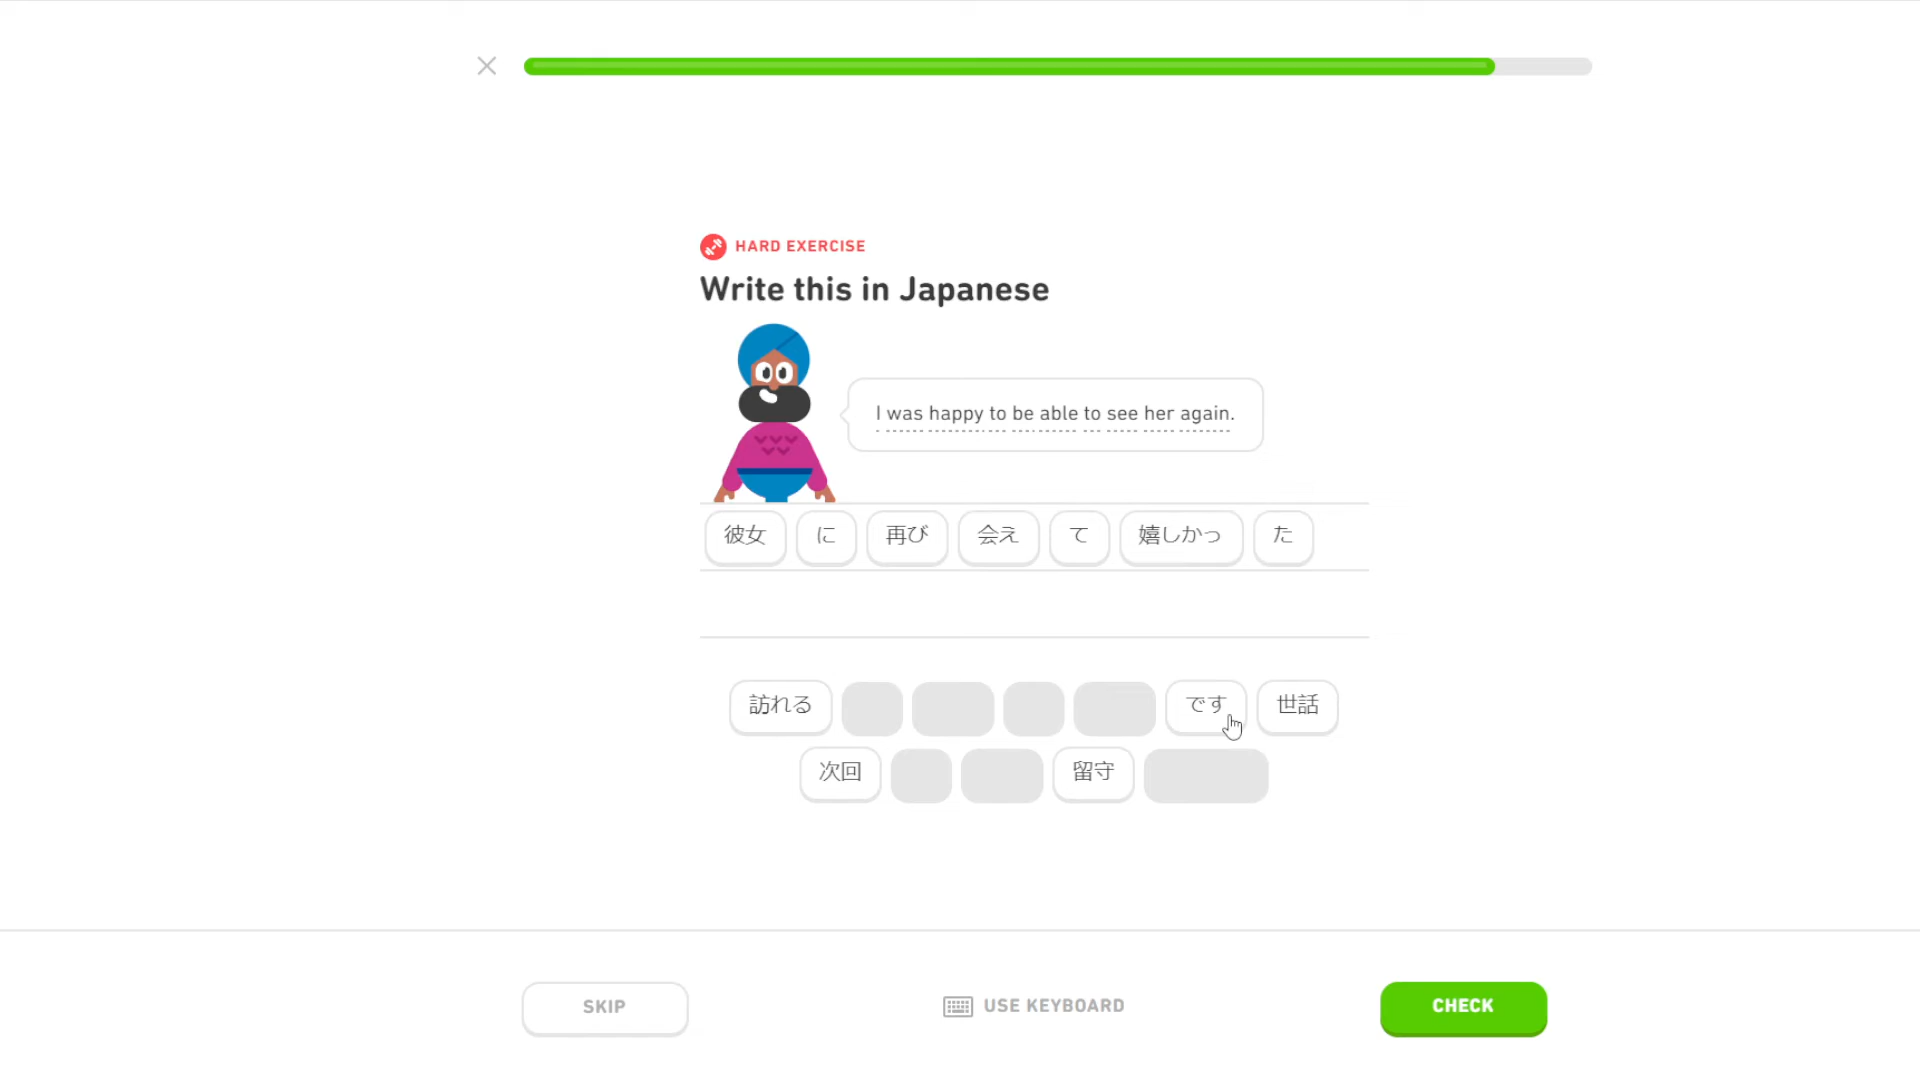 HARD EXERCISE
Write this in Japanese
I was happy to be able to see her again.
彼女 に 再び 会え て 嬉しかっ た
訪れる です 世話
次回 留守
SKIP USE KEYBOARD CHECK